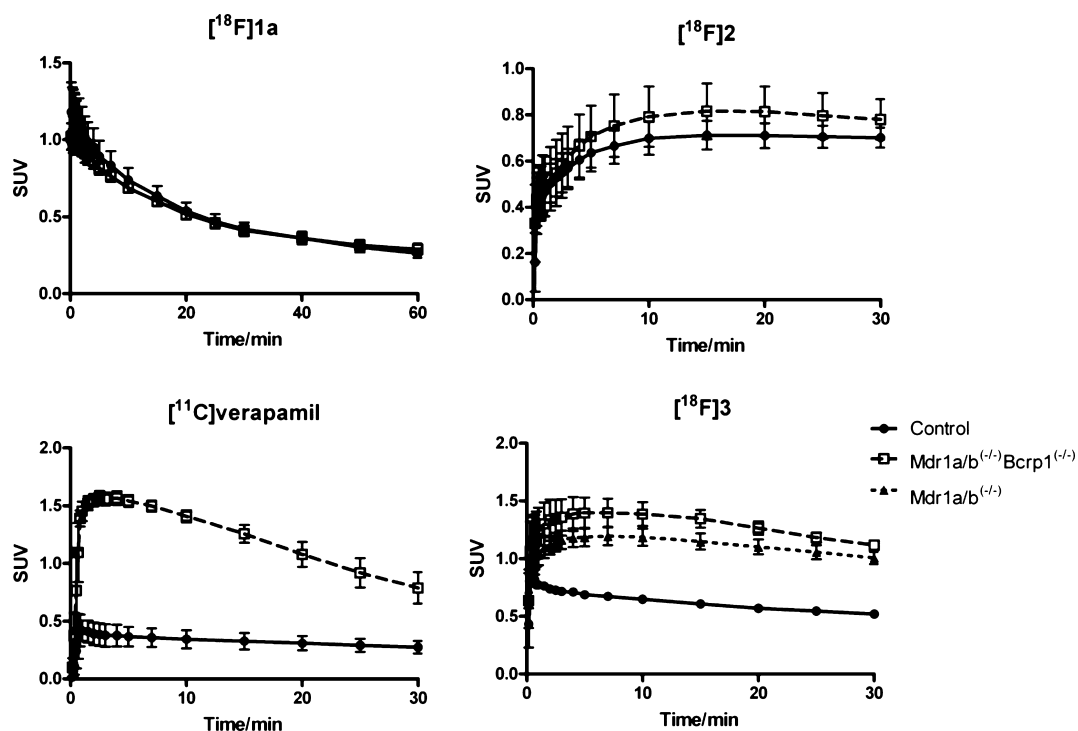 [¹⁸F]1a
1.5
1.0
0.5
0.0
SUV
0 20 40 60
Time/min
[¹⁸F]2
1.0
0.8
0.6
0.4
0.2
0.0
SUV
0 10 20 30
Time/min
[¹¹C]verapamil
2.0
1.5
1.0
0.5
0.0
SUV
0 10 20 30
Time/min
[¹⁸F]3
2.0
1.5
1.0
0.5
0.0
SUV
0 10 20 30
Time/min
Control
Mdr1a/b⁽⁻/⁻⁾Bcrp1⁽⁻/⁻⁾
Mdr1a/b⁽⁻/⁻⁾